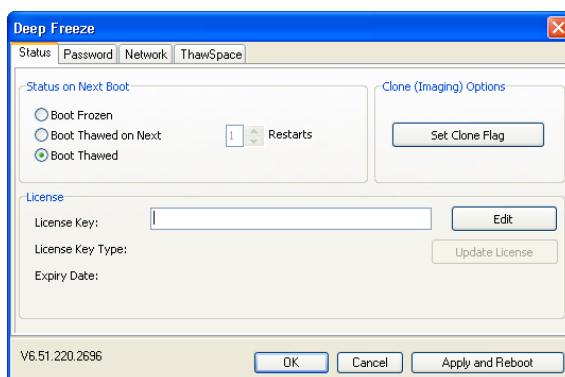 Deep Freeze
Status Password Network ThawSpace
Status on Next Boot
Boot Frozen
Boot Thawed on Next 1 Restarts
Boot Thawed
Clone (Imaging) Options
Set Clone Flag
License
License Key: Edit
License Key Type: Update License
Expiry Date:
V6.51.220.2696 OK Cancel Apply and Reboot